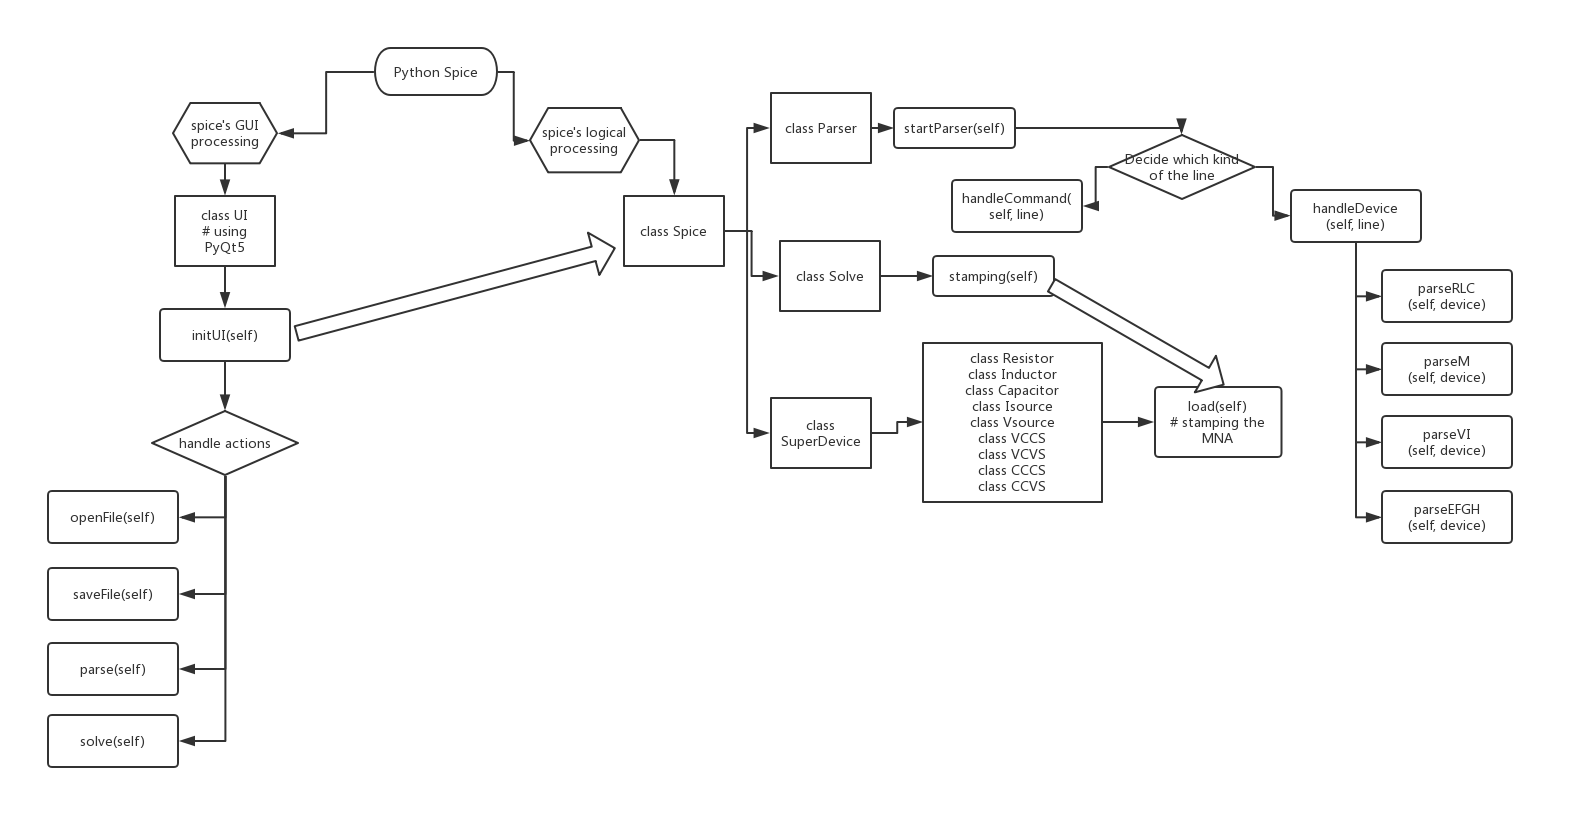 Python Spice
spice's GUI
processing
class UI
# using
PyQt5
initUI(self)
handle actions
openFile(self)
saveFile(self)
parse(self)
solve(self)
spice's logical
processing
class Spice
class Parser
startParser(self)
Decide which kind
of the line
handleCommand(
self, line)
handleDevice
(self, line)
parseRLC
(self, device)
parseM
(self, device)
parseVI
(self, device)
parseEFGH
(self, device)
class Solve
stamping(self)
class
SuperDevice
class Resistor
class Inductor
class Capacitor
class Isource
class Vsource
class VCCS
class VCVS
class CCCS
class CCVS
load(self)
# stamping the
MNA